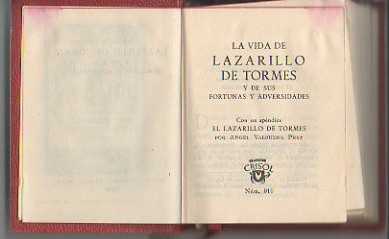 LA VIDA DE
LAZARILLO
DE TORMES
Y DE SUS
FORTUNAS Y ADVERSIDADES
Con un apéndice
EL LAZARILLO DE TORMES
POR ANGEL VALBUENA PRAT
CRISOL
Núm. 010